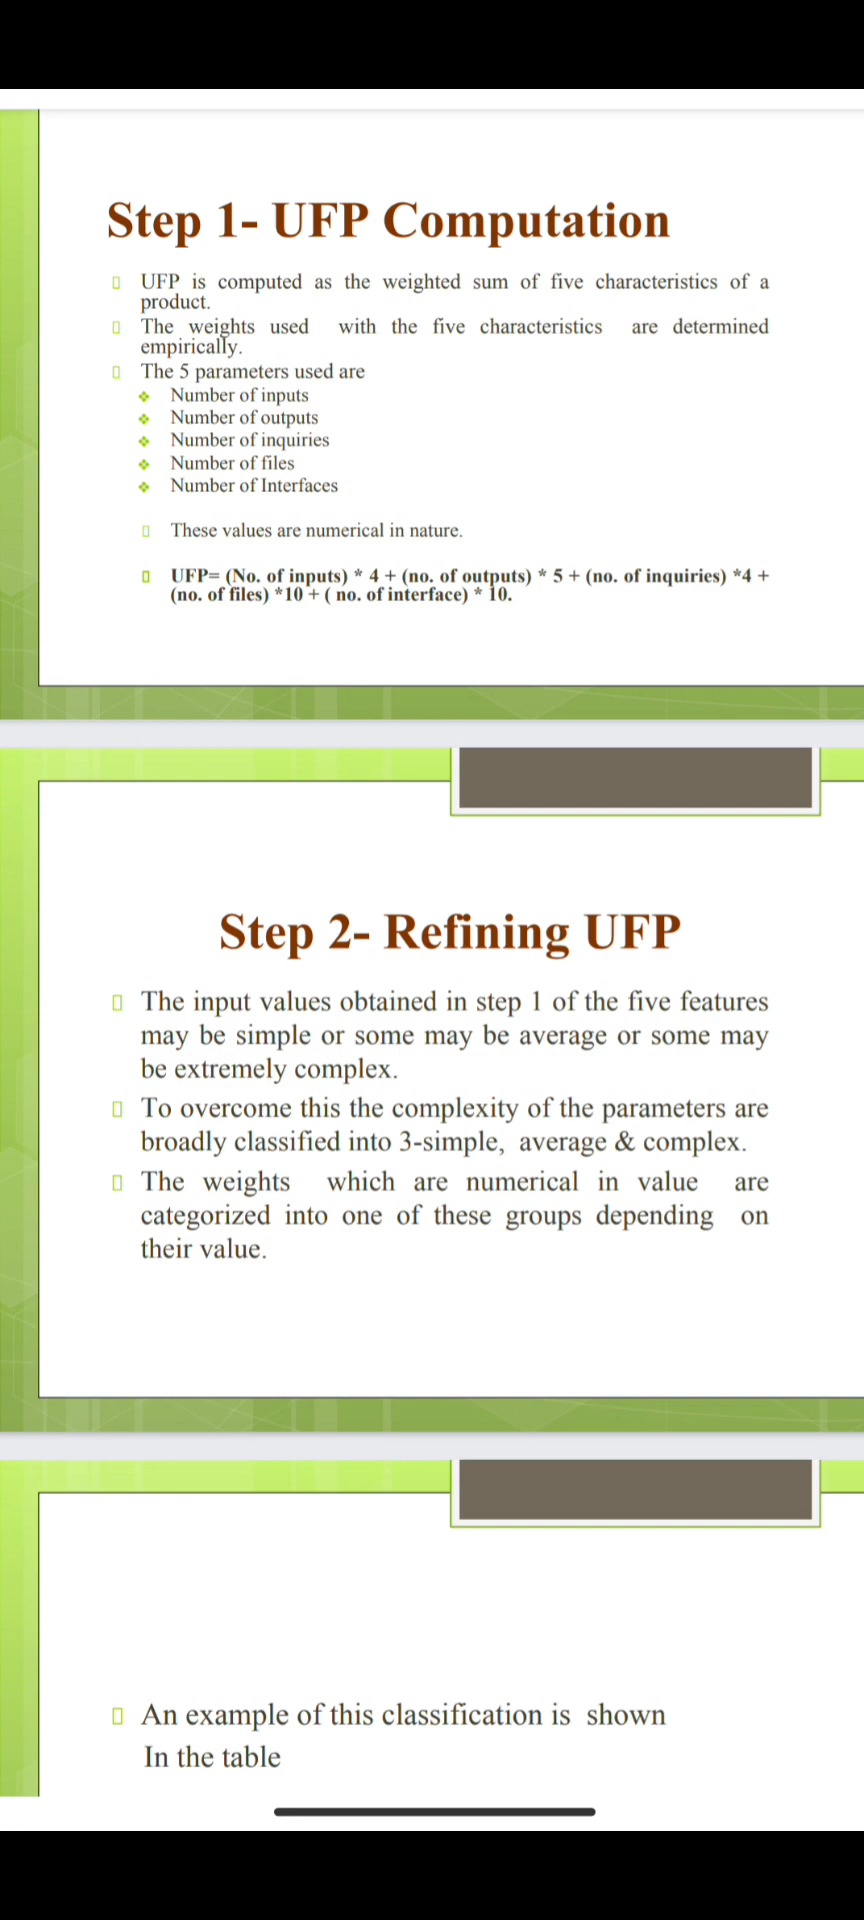 Step 1- UFP Computation
UFP is computed as the weighted sum of five characteristics of a
product.
The weights used with the five characteristics are determined
empirically.
The 5 parameters used are
Number of inputs
Number of outputs
Number of inquiries
Number of files
Number of Interfaces
These values are numerical in nature.
UFP= (No. of inputs) * 4 + (no. of outputs) * 5 + (no. of inquiries) *4 +
(no. of files) *10 + ( no. of interface) * 10.
Step 2- Refining UFP
The input values obtained in step 1 of the five features
may be simple or some may be average or some may
be extremely complex.
To overcome this the complexity of the parameters are
broadly classified into 3-simple, average & complex.
The weights which are numerical in value are
categorized into one of these groups depending on
their value.
An example of this classification is shown
In the table